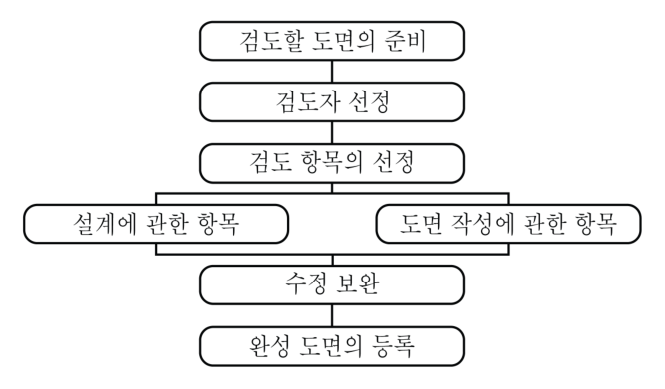 검도할 도면의 준비
검도자 선정
검도 항목의 선정
설계에 관한 항목
도면 작성에 관한 항목
수정 보완
완성 도면의 등록